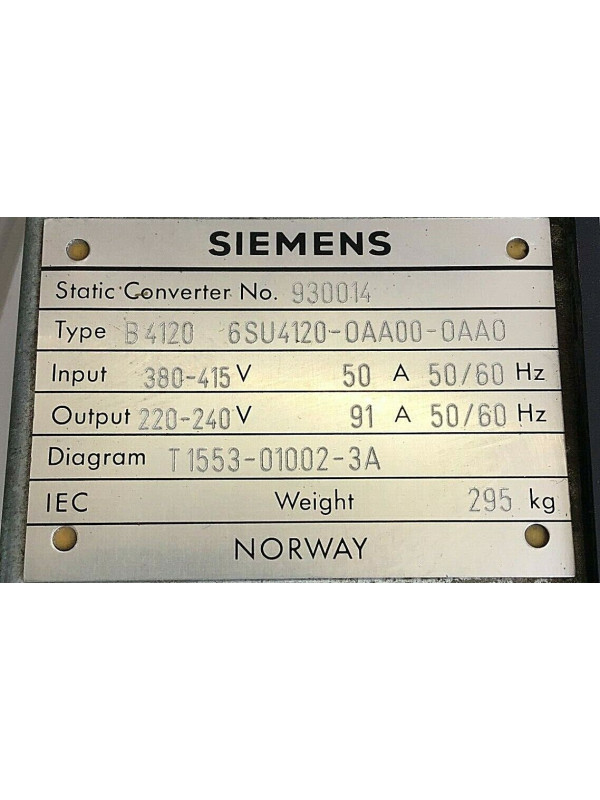 SIEMENS
Static Converter No. 930014
Type B4120 6SU4120-0AA00-0AA0
Input 380-415 V 50 A 50/60 Hz
Output 220-240 V 91 A 50/60 Hz
Diagram T1553-01002-3A
IEC Weight 295 kg
NORWAY